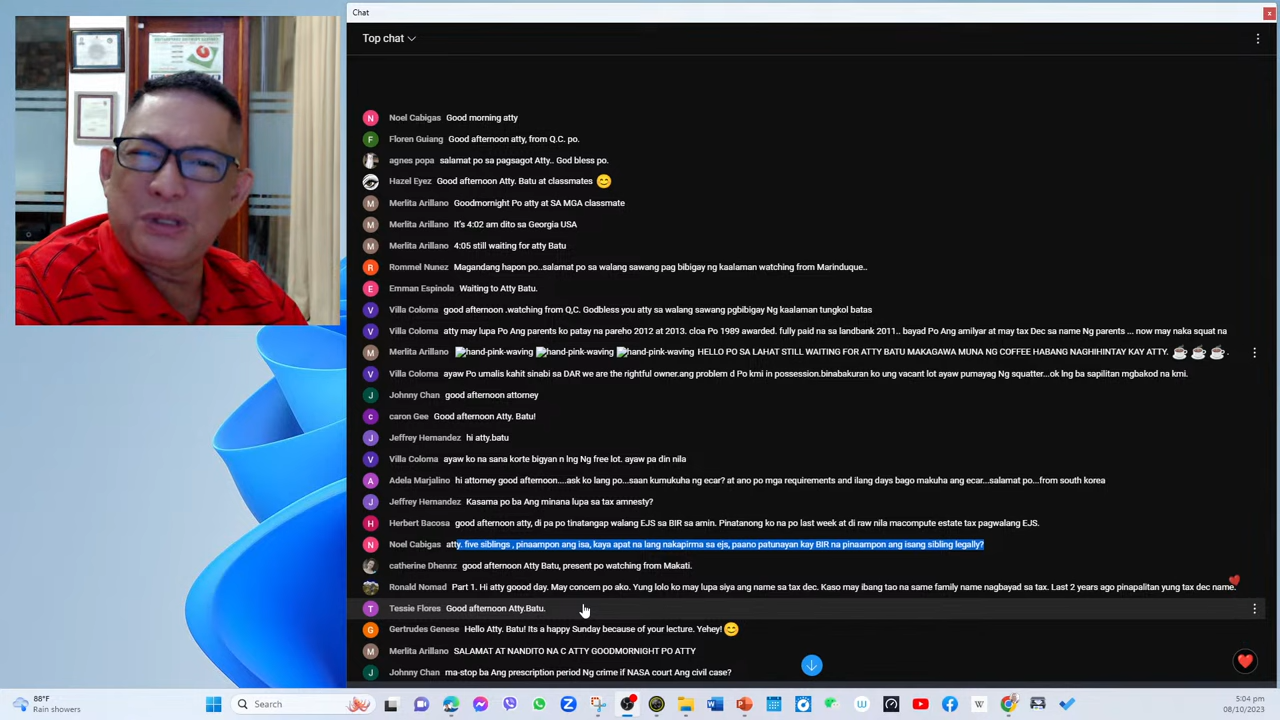 Chat
Top chat
N Noel Cabigas Good morning atty
F Floren Guiang Good afternoon atty, from Q.C. po.
agnes popa salamat po sa pagsagot Atty.. God bless po.
Hazel Eyez Good afternoon Atty. Batu at classmates 😊
M Merlita Arillano Goodmornight Po atty at SA MGA classmate
M Merlita Arillano It's 4:02 am dito sa Georgia USA
M Merlita Arillano 4:05 still waiting for atty Batu
R Rommel Nunez Magandang hapon po..salamat po sa walang sawang pag bibigay ng kaalaman watching from Marinduque..
E Emman Espinola Waiting to Atty Batu.
V Villa Coloma good afternoon .watching from Q,C. Godbless you atty sa walang sawang pgbibigay Ng kaalaman tungkol batas
V Villa Coloma atty may lupa Po Ang parents ko patay na pareho 2012 at 2013. cloa Po 1989 awarded. fully paid na sa landbank 2011.. bayad Po Ang amilyar at may tax Dec sa name Ng parents ... now may naka squat na
M Merlita Arillano hand-pink-waving hand-pink-waving hand-pink-waving HELLO PO SA LAHAT STILL WAITING FOR ATTY BATU MAKAGAWA MUNA NG COFFEE HABANG NAGHIHINTAY KAY ATTY. ☕ ☕ ☕ .
V Villa Coloma ayaw Po umalis kahit sinabi sa DAR we are the rightful owner.ang problem d Po kmi in possession.binabakuran ko ung vacant lot ayaw pumayag Ng squatter...ok lng ba sapilitan mgbakod na kmi.
J Johnny Chan good afternoon attorney
c caron Gee Good afternoon Atty. Batu!
J Jeffrey Hernandez hi atty.batu
V Villa Coloma ayaw ko na sana korte bigyan n lng Ng free lot. ayaw pa din nila
A Adela Marjalino hi attorney good afternoon....ask ko lang po...saan kumukuha ng ecar? at ano po mga requirements and ilang days bago makuha ang ecar...salamat po...from south korea
J Jeffrey Hernandez Kasama po ba Ang minana lupa sa tax amnesty?
H Herbert Bacosa good afternoon atty, di pa po tinatangap walang EJS sa BIR sa amin. Pinatanong ko na po last week at di raw nila macompute estate tax pagwalang EJS.
N Noel Cabigas atty. five siblings , pinaampon ang isa, kaya apat na lang nakapirma sa ejs, paano patunayan kay BIR na pinaampon ang isang sibling legally?
catherine Dhennz good afternoon Atty Batu, present po watching from Makati.
Ronald Nomad Part 1. Hi atty goood day. May concern po ako. Yung lolo ko may lupa siya ang name sa tax dec. Kaso may ibang tao na same family name nagbayad sa tax. Last 2 years ago pinapalitan yung tax dec name.
T Tessie Flores Good afternoon Atty.Batu.
G Gertrudes Genese Hello Atty. Batu! Its a happy Sunday because of your lecture. Yehey! 😊
M Merlita Arillano SALAMAT AT NANDITO NA C ATTY GOODMORNIGHT PO ATTY
J Johnny Chan ma-stop ba Ang prescription period Ng crime if NASA court Ang civil case?
88°F
Rain showers
Search
5:04 pm
08/10/2023